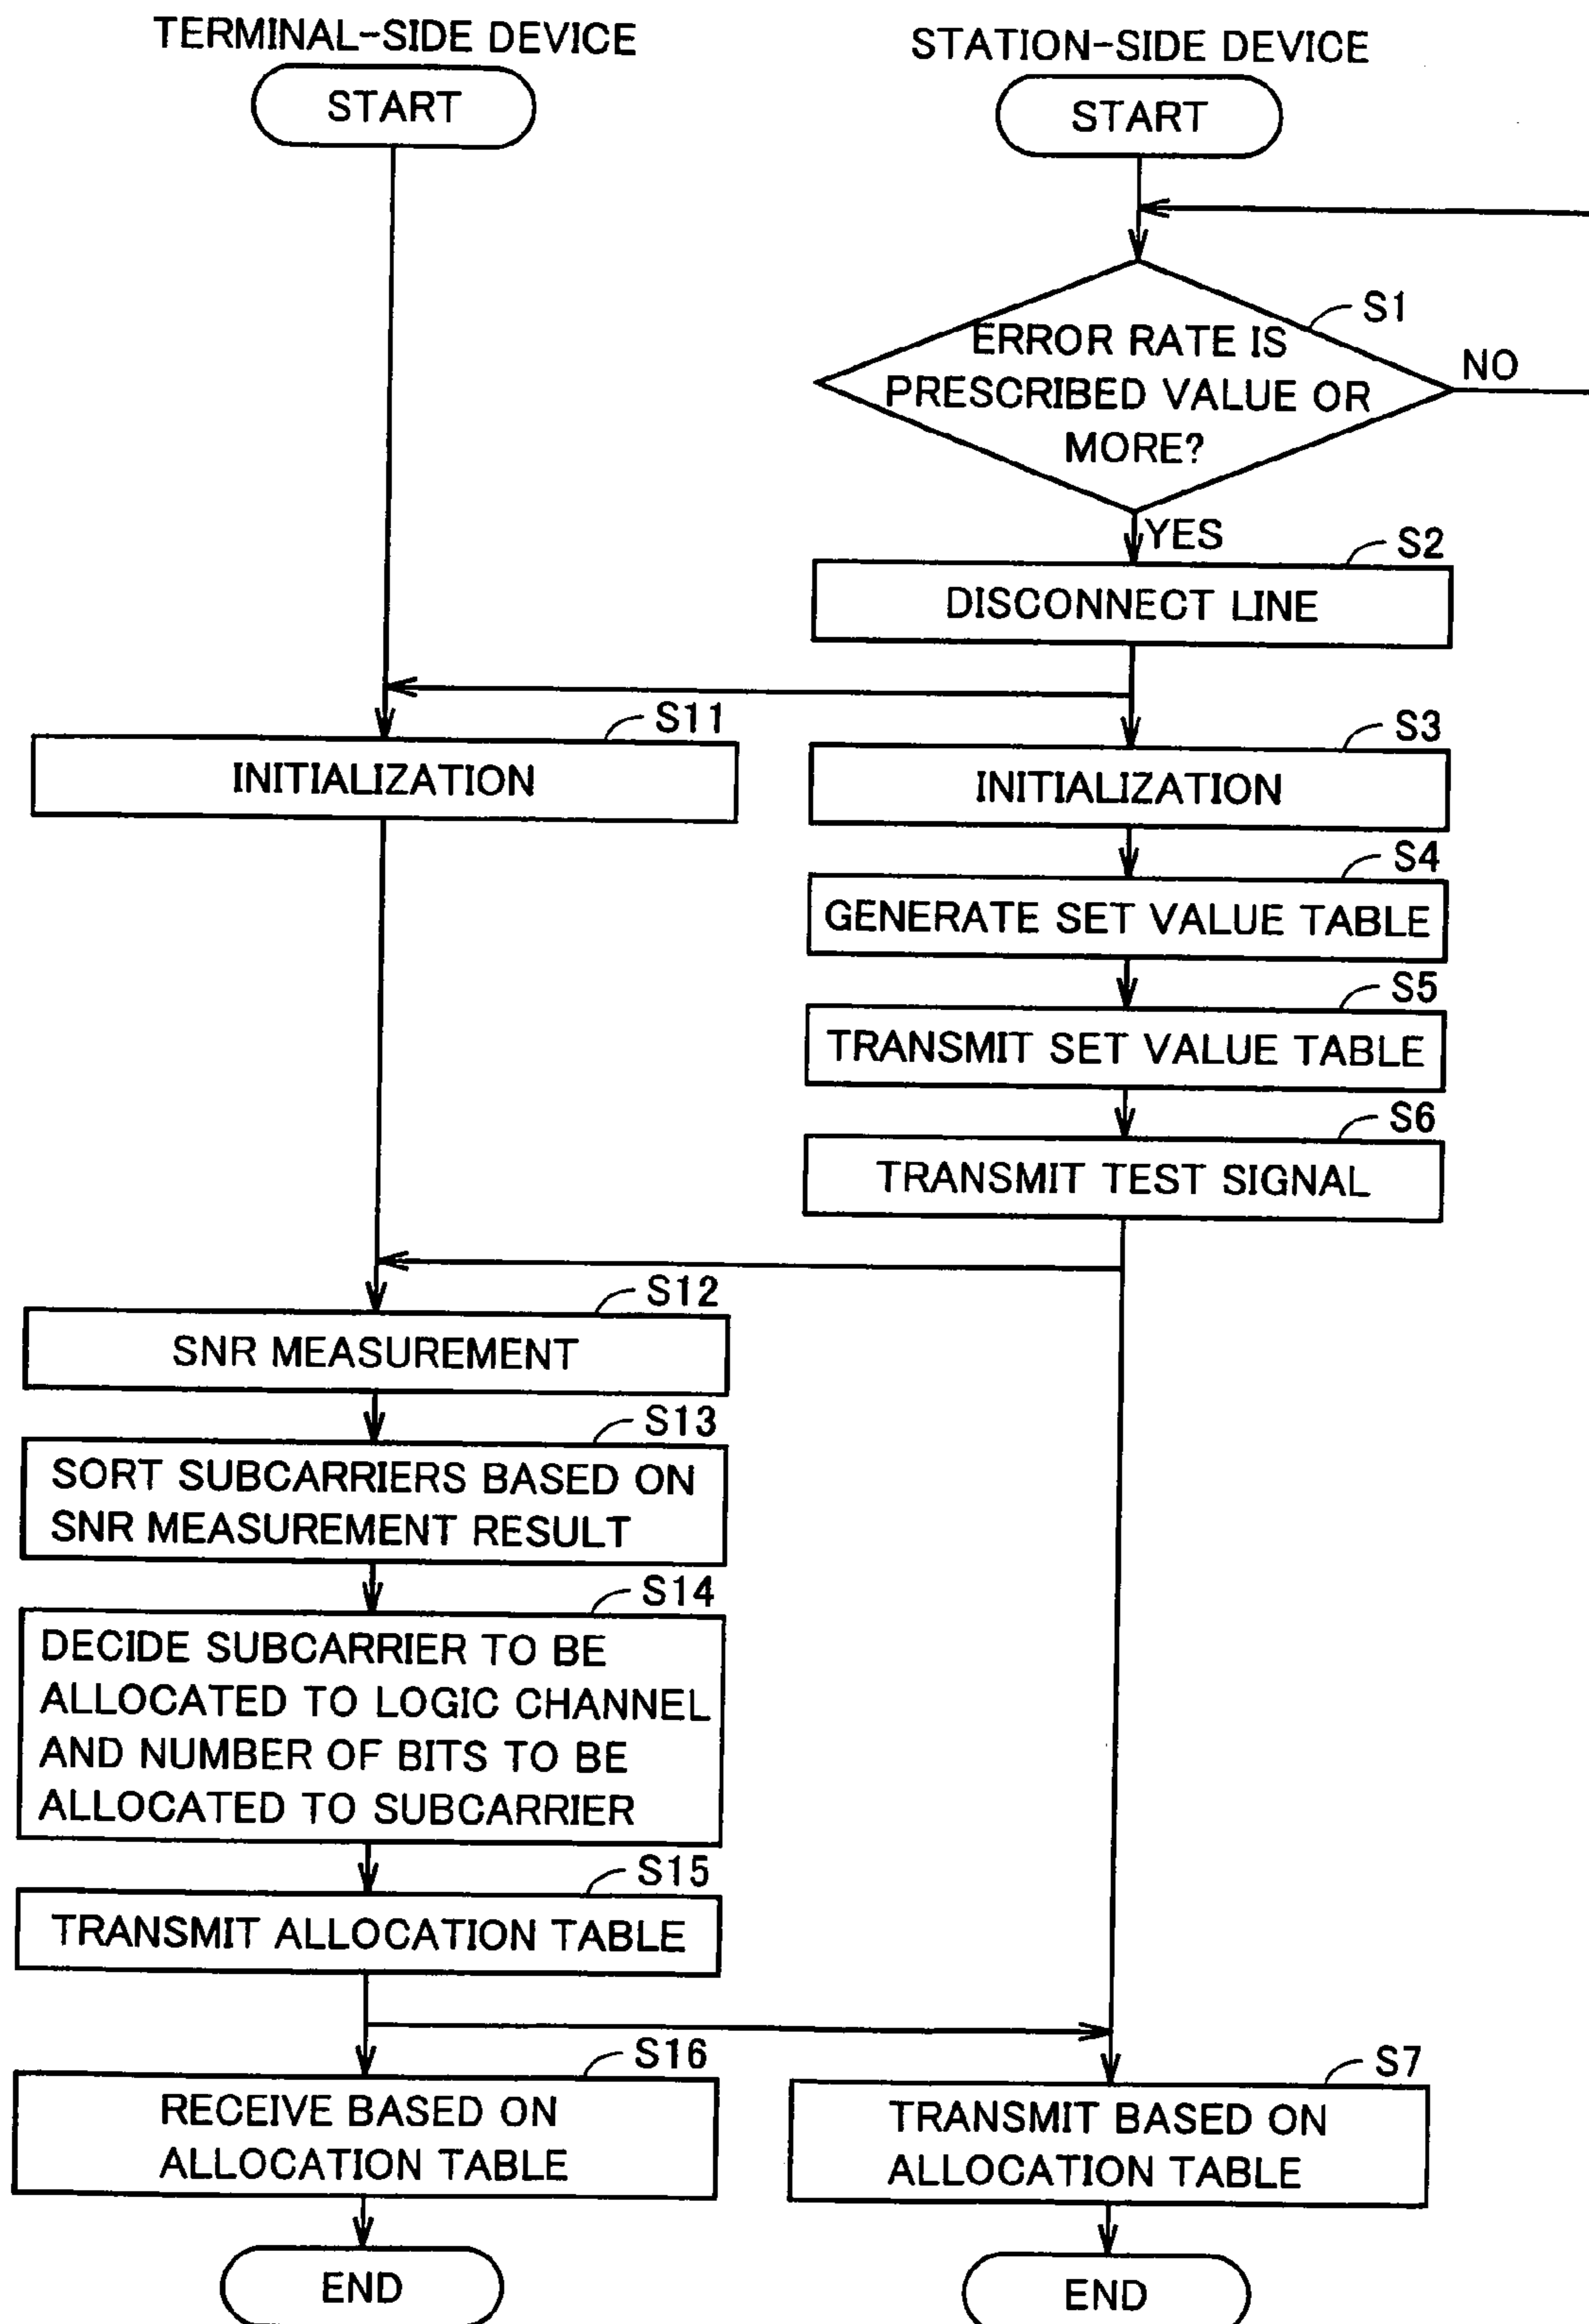 TERMINAL-SIDE DEVICE
STATION-SIDE DEVICE
START
START
S1
ERROR RATE IS
PRESCRIBED VALUE OR
MORE?
NO
YES
S2
DISCONNECT LINE
S11
INITIALIZATION
S3
INITIALIZATION
S4
GENERATE SET VALUE TABLE
S5
TRANSMIT SET VALUE TABLE
S6
TRANSMIT TEST SIGNAL
S12
SNR MEASUREMENT
S13
SORT SUBCARRIERS BASED ON
SNR MEASUREMENT RESULT
S14
DECIDE SUBCARRIER TO BE
ALLOCATED TO LOGIC CHANNEL
AND NUMBER OF BITS TO BE
ALLOCATED TO SUBCARRIER
S15
TRANSMIT ALLOCATION TABLE
S16
RECEIVE BASED ON
ALLOCATION TABLE
S7
TRANSMIT BASED ON
ALLOCATION TABLE
END
END